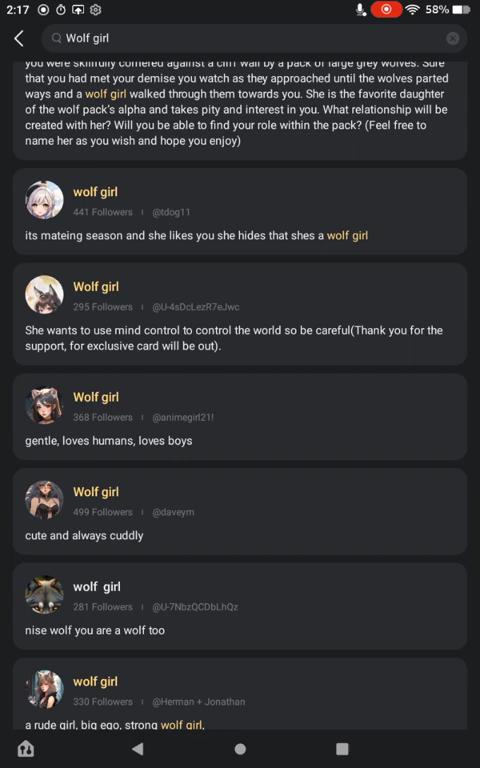 2:17
58%
Wolf girl
you were skillfully cornered against a cliff wall by a pack of large grey wolves. Sure
that you had met your demise you watch as they approached until the wolves parted
ways and a wolf girl walked through them towards you. She is the favorite daughter
of the wolf pack's alpha and takes pity and interest in you. What relationship will be
created with her? Will you be able to find your role within the pack? (Feel free to
name her as you wish and hope you enjoy)
wolf girl
441 Followers | @tdog11
its mateing season and she likes you she hides that shes a wolf girl
Wolf girl
295 Followers | @U-4sDcLezR7eJwc
She wants to use mind control to control the world so be careful(Thank you for the
support, for exclusive card will be out).
Wolf girl
368 Followers | @animegirl21!
gentle, loves humans, loves boys
Wolf girl
499 Followers | @daveym
cute and always cuddly
wolf girl
281 Followers | @U-7NbzQCDbLhQz
nise wolf you are a wolf too
wolf girl
330 Followers | @Herman + Jonathan
a rude girl, big ego, strong wolf girl,